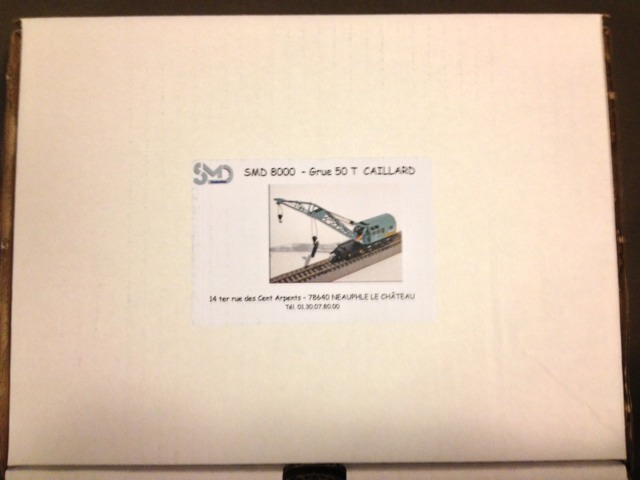 SMD SMD 8000 - Grue 50 T CAILLARD
14 ter rue des Cent Arpents - 78640 NEAUPHLE LE CHÂTEAU
Tél. 01.30.07.80.00